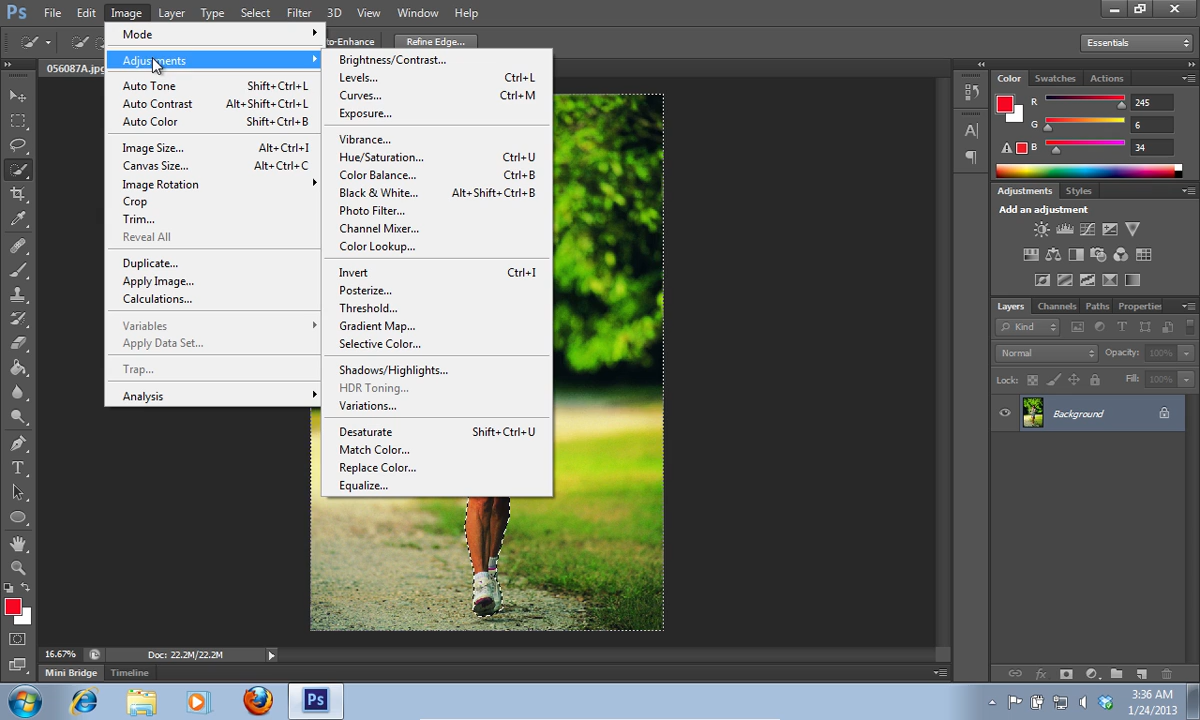 Ps File Edit Image Layer Type Select Filter 3D View Window Help
to-Enhance Refine Edge... Essentials
056087A.jpg
Mode
Adjustments
Auto Tone Shift+Ctrl+L
Auto Contrast Alt+Shift+Ctrl+L
Auto Color Shift+Ctrl+B
Image Size... Alt+Ctrl+I
Canvas Size... Alt+Ctrl+C
Image Rotation
Crop
Trim...
Reveal All
Duplicate...
Apply Image...
Calculations...
Variables
Apply Data Set...
Trap...
Analysis
Brightness/Contrast...
Levels... Ctrl+L
Curves... Ctrl+M
Exposure...
Vibrance...
Hue/Saturation... Ctrl+U
Color Balance... Ctrl+B
Black & White... Alt+Shift+Ctrl+B
Photo Filter...
Channel Mixer...
Color Lookup...
Invert Ctrl+I
Posterize...
Threshold...
Gradient Map...
Selective Color...
Shadows/Highlights...
HDR Toning...
Variations...
Desaturate Shift+Ctrl+U
Match Color...
Replace Color...
Equalize...
Color Swatches Actions
R 245
G 6
B 34
Adjustments Styles
Add an adjustment
Layers Channels Paths Properties
Kind
Normal Opacity: 100%
Lock: Fill: 100%
Background
16.67% Doc: 22.2M/22.2M
Mini Bridge Timeline
Ps
3:36 AM
1/24/2013